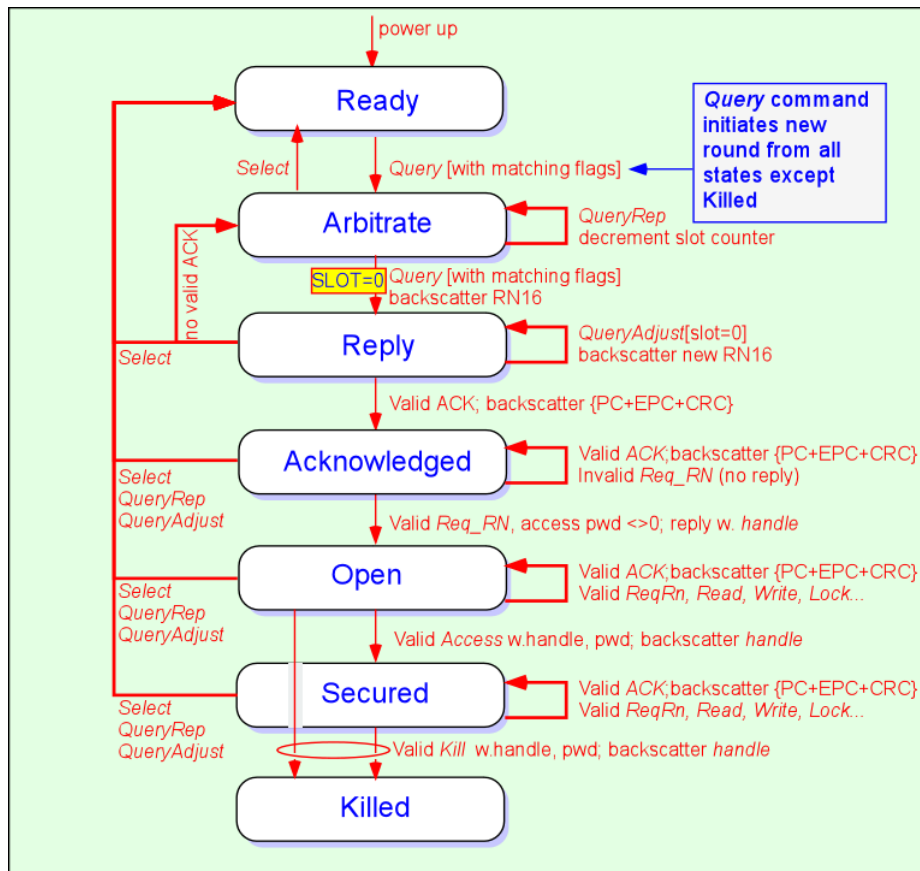 power up
Ready
Query command
initiates new
round from all
states except
Killed
Select
Query [with matching flags]
Arbitrate
QueryRep
decrement slot counter
no valid ACK
SLOT=0
Query [with matching flags]
backscatter RN16
Reply
QueryAdjust[slot=0]
backscatter new RN16
Select
Valid ACK; backscatter {PC+EPC+CRC}
Acknowledged
Valid ACK;backscatter {PC+EPC+CRC}
Invalid Req_RN (no reply)
Select
QueryRep
QueryAdjust
Valid Req_RN, access pwd <>0; reply w. handle
Open
Valid ACK;backscatter {PC+EPC+CRC}
Valid ReqRn, Read, Write, Lock...
Select
QueryRep
QueryAdjust
Valid Access w.handle, pwd; backscatter handle
Secured
Valid ACK;backscatter {PC+EPC+CRC}
Valid ReqRn, Read, Write, Lock...
Select
QueryRep
QueryAdjust
Valid Kill w.handle, pwd; backscatter handle
Killed